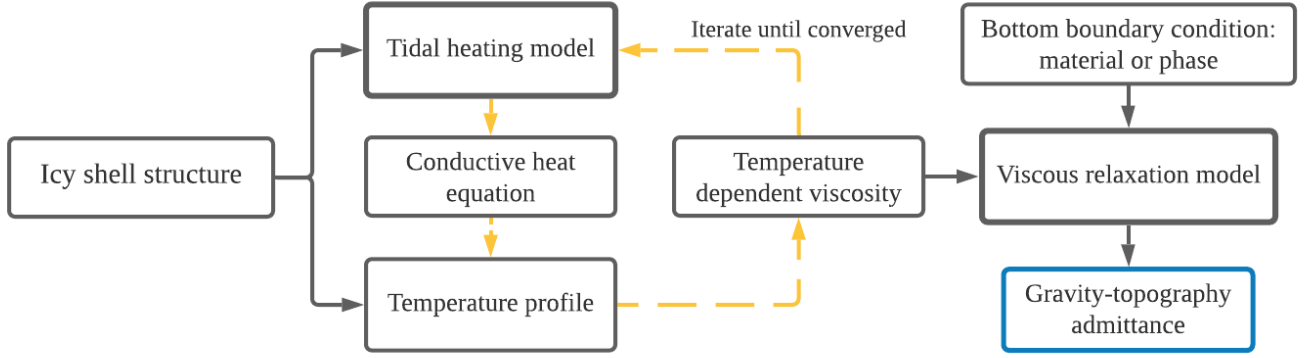 Icy shell structure
Tidal heating model
Conductive heat
equation
Temperature profile
Iterate until converged
Temperature
dependent viscosity
Bottom boundary condition:
material or phase
Viscous relaxation model
Gravity-topography
admittance